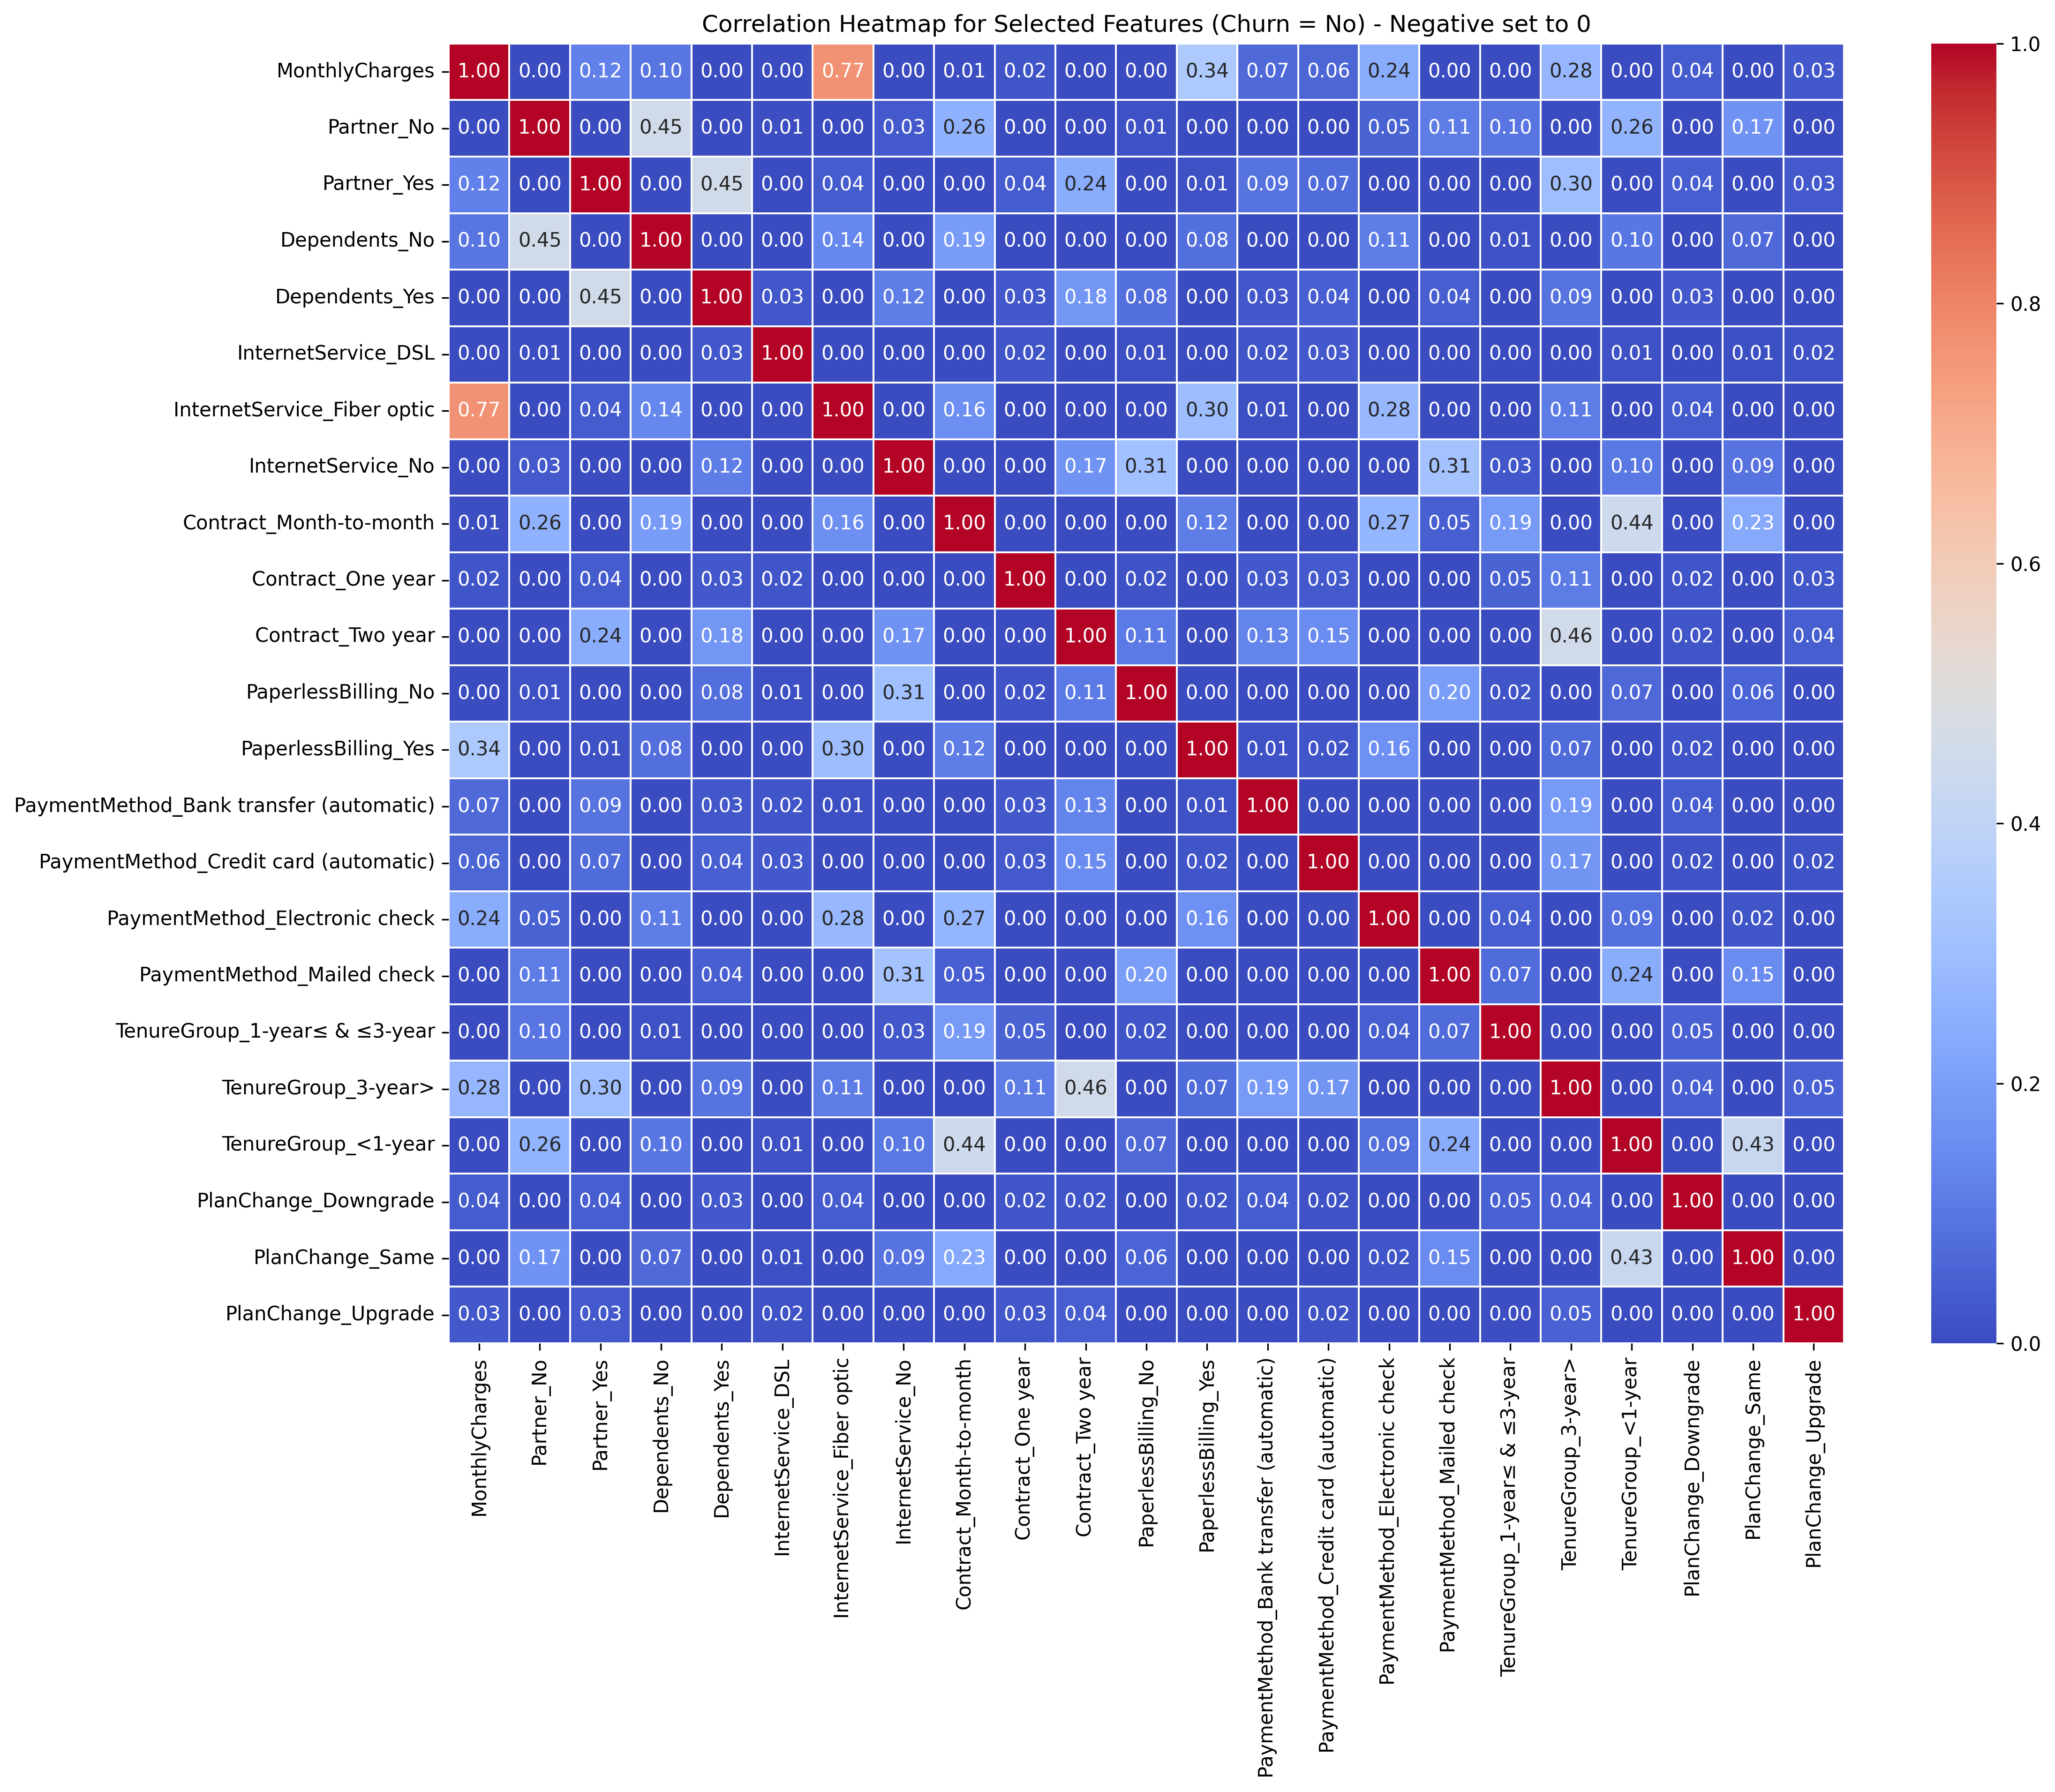 Correlation Heatmap for Selected Features (Churn = No) - Negative set to 0
MonthlyCharges 1.00 0.00 0.12 0.10 0.00 0.00 0.77 0.00 0.01 0.02 0.00 0.00 0.34 0.07 0.06 0.24 0.00 0.00 0.28 0.00 0.04 0.00 0.03
Partner_No 0.00 1.00 0.00 0.45 0.00 0.01 0.00 0.03 0.26 0.00 0.00 0.01 0.00 0.00 0.00 0.05 0.11 0.10 0.00 0.26 0.00 0.17 0.00
Partner_Yes 0.12 0.00 1.00 0.00 0.45 0.00 0.04 0.00 0.00 0.04 0.24 0.00 0.01 0.09 0.07 0.00 0.00 0.00 0.30 0.00 0.04 0.00 0.03
Dependents_No 0.10 0.45 0.00 1.00 0.00 0.00 0.14 0.00 0.19 0.00 0.00 0.00 0.08 0.00 0.00 0.11 0.00 0.01 0.00 0.10 0.00 0.07 0.00
Dependents_Yes 0.00 0.00 0.45 0.00 1.00 0.03 0.00 0.12 0.00 0.03 0.18 0.08 0.00 0.03 0.04 0.00 0.04 0.00 0.09 0.00 0.03 0.00 0.00
InternetService_DSL 0.00 0.01 0.00 0.00 0.03 1.00 0.00 0.00 0.00 0.02 0.00 0.01 0.00 0.02 0.03 0.00 0.00 0.00 0.00 0.01 0.00 0.01 0.02
InternetService_Fiber optic 0.77 0.00 0.04 0.14 0.00 0.00 1.00 0.00 0.16 0.00 0.00 0.00 0.30 0.01 0.00 0.28 0.00 0.00 0.11 0.00 0.04 0.00 0.00
InternetService_No 0.00 0.03 0.00 0.00 0.12 0.00 0.00 1.00 0.00 0.00 0.17 0.31 0.00 0.00 0.00 0.00 0.31 0.03 0.00 0.10 0.00 0.09 0.00
Contract_Month-to-month 0.01 0.26 0.00 0.19 0.00 0.00 0.16 0.00 1.00 0.00 0.00 0.00 0.12 0.00 0.00 0.27 0.05 0.19 0.00 0.44 0.00 0.23 0.00
Contract_One year 0.02 0.00 0.04 0.00 0.03 0.02 0.00 0.00 0.00 1.00 0.00 0.02 0.00 0.03 0.03 0.00 0.00 0.05 0.11 0.00 0.02 0.00 0.03
Contract_Two year 0.00 0.00 0.24 0.00 0.18 0.00 0.00 0.17 0.00 0.00 1.00 0.11 0.00 0.13 0.15 0.00 0.00 0.00 0.46 0.00 0.02 0.00 0.04
PaperlessBilling_No 0.00 0.01 0.00 0.00 0.08 0.01 0.00 0.31 0.00 0.02 0.11 1.00 0.00 0.00 0.00 0.00 0.20 0.02 0.00 0.07 0.00 0.06 0.00
PaperlessBilling_Yes 0.34 0.00 0.01 0.08 0.00 0.00 0.30 0.00 0.12 0.00 0.00 0.00 1.00 0.01 0.02 0.16 0.00 0.00 0.07 0.00 0.02 0.00 0.00
PaymentMethod_Bank transfer (automatic) 0.07 0.00 0.09 0.00 0.03 0.02 0.01 0.00 0.00 0.03 0.13 0.00 0.01 1.00 0.00 0.00 0.00 0.00 0.19 0.00 0.04 0.00 0.00
PaymentMethod_Credit card (automatic) 0.06 0.00 0.07 0.00 0.04 0.03 0.00 0.00 0.00 0.03 0.15 0.00 0.02 0.00 1.00 0.00 0.00 0.00 0.17 0.00 0.02 0.00 0.02
PaymentMethod_Electronic check 0.24 0.05 0.00 0.11 0.00 0.00 0.28 0.00 0.27 0.00 0.00 0.00 0.16 0.00 0.00 1.00 0.00 0.04 0.00 0.09 0.00 0.02 0.00
PaymentMethod_Mailed check 0.00 0.11 0.00 0.00 0.04 0.00 0.00 0.31 0.05 0.00 0.00 0.20 0.00 0.00 0.00 0.00 1.00 0.07 0.00 0.24 0.00 0.15 0.00
TenureGroup_1-year≤ & ≤3-year 0.00 0.10 0.00 0.01 0.00 0.00 0.00 0.03 0.19 0.05 0.00 0.02 0.00 0.00 0.00 0.04 0.07 1.00 0.00 0.00 0.05 0.00 0.00
TenureGroup_3-year> 0.28 0.00 0.30 0.00 0.09 0.00 0.11 0.00 0.00 0.11 0.46 0.00 0.07 0.19 0.17 0.00 0.00 0.00 1.00 0.00 0.04 0.00 0.05
TenureGroup_<1-year 0.00 0.26 0.00 0.10 0.00 0.01 0.00 0.10 0.44 0.00 0.00 0.07 0.00 0.00 0.00 0.09 0.24 0.00 0.00 1.00 0.00 0.43 0.00
PlanChange_Downgrade 0.04 0.00 0.04 0.00 0.03 0.00 0.04 0.00 0.00 0.02 0.02 0.00 0.02 0.04 0.02 0.00 0.00 0.05 0.04 0.00 1.00 0.00 0.00
PlanChange_Same 0.00 0.17 0.00 0.07 0.00 0.01 0.00 0.09 0.23 0.00 0.00 0.06 0.00 0.00 0.00 0.02 0.15 0.00 0.00 0.43 0.00 1.00 0.00
PlanChange_Upgrade 0.03 0.00 0.03 0.00 0.00 0.02 0.00 0.00 0.00 0.03 0.04 0.00 0.00 0.00 0.02 0.00 0.00 0.00 0.05 0.00 0.00 0.00 1.00
MonthlyCharges
Partner_No
Partner_Yes
Dependents_No
Dependents_Yes
InternetService_DSL
InternetService_Fiber optic
InternetService_No
Contract_Month-to-month
Contract_One year
Contract_Two year
PaperlessBilling_No
PaperlessBilling_Yes
PaymentMethod_Bank transfer (automatic)
PaymentMethod_Credit card (automatic)
PaymentMethod_Electronic check
PaymentMethod_Mailed check
TenureGroup_1-year≤ & ≤3-year
TenureGroup_3-year>
TenureGroup_<1-year
PlanChange_Downgrade
PlanChange_Same
PlanChange_Upgrade
1.0
0.8
0.6
0.4
0.2
0.0